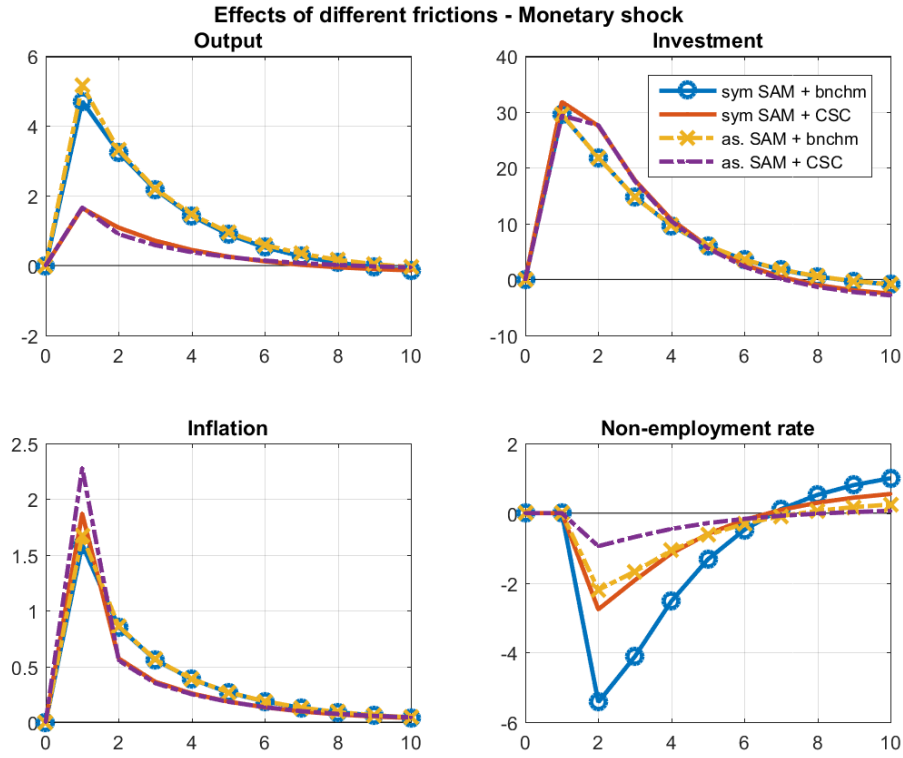 Effects of different frictions - Monetary shock
Output
6
4
2
0
-2
0 2 4 6 8 10
Investment
40
30
20
10
0
-10
0 2 4 6 8 10
sym SAM + bnchm
sym SAM + CSC
as. SAM + bnchm
as. SAM + CSC
Inflation
2.5
2
1.5
1
0.5
0
0 2 4 6 8 10
Non-employment rate
2
0
-2
-4
-6
0 2 4 6 8 10